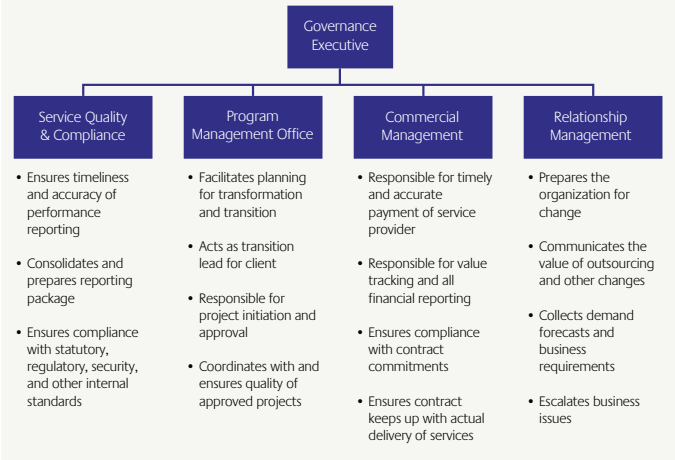 Governance
Executive
Service Quality
& Compliance
• Ensures timeliness
and accuracy of
performance
reporting
• Consolidates and
prepares reporting
package
• Ensures compliance
with statutory,
regulatory, security,
and other internal
standards
Program
Management Office
• Facilitates planning
for transformation
and transition
• Acts as transition
lead for client
• Responsible for
project initiation and
approval
• Coordinates with and
ensures quality of
approved projects
Commercial
Management
• Responsible for timely
and accurate
payment of service
provider
• Responsible for value
tracking and all
financial reporting
• Ensures compliance
with contract
commitments
• Ensures contract
keeps up with actual
delivery of services
Relationship
Management
• Prepares the
organization for
change
• Communicates the
value of outsourcing
and other changes
• Collects demand
forecasts and
business
requirements
• Escalates business
issues